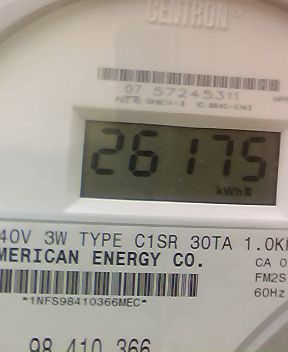 CENTRON
07 57245311
26175
kWh
40V 3W TYPE C1SR 30TA 1.0K
MERICAN ENERGY CO.
CA 0
FM2S
60Hz
*1NFS98410366MEC*
98 410 366